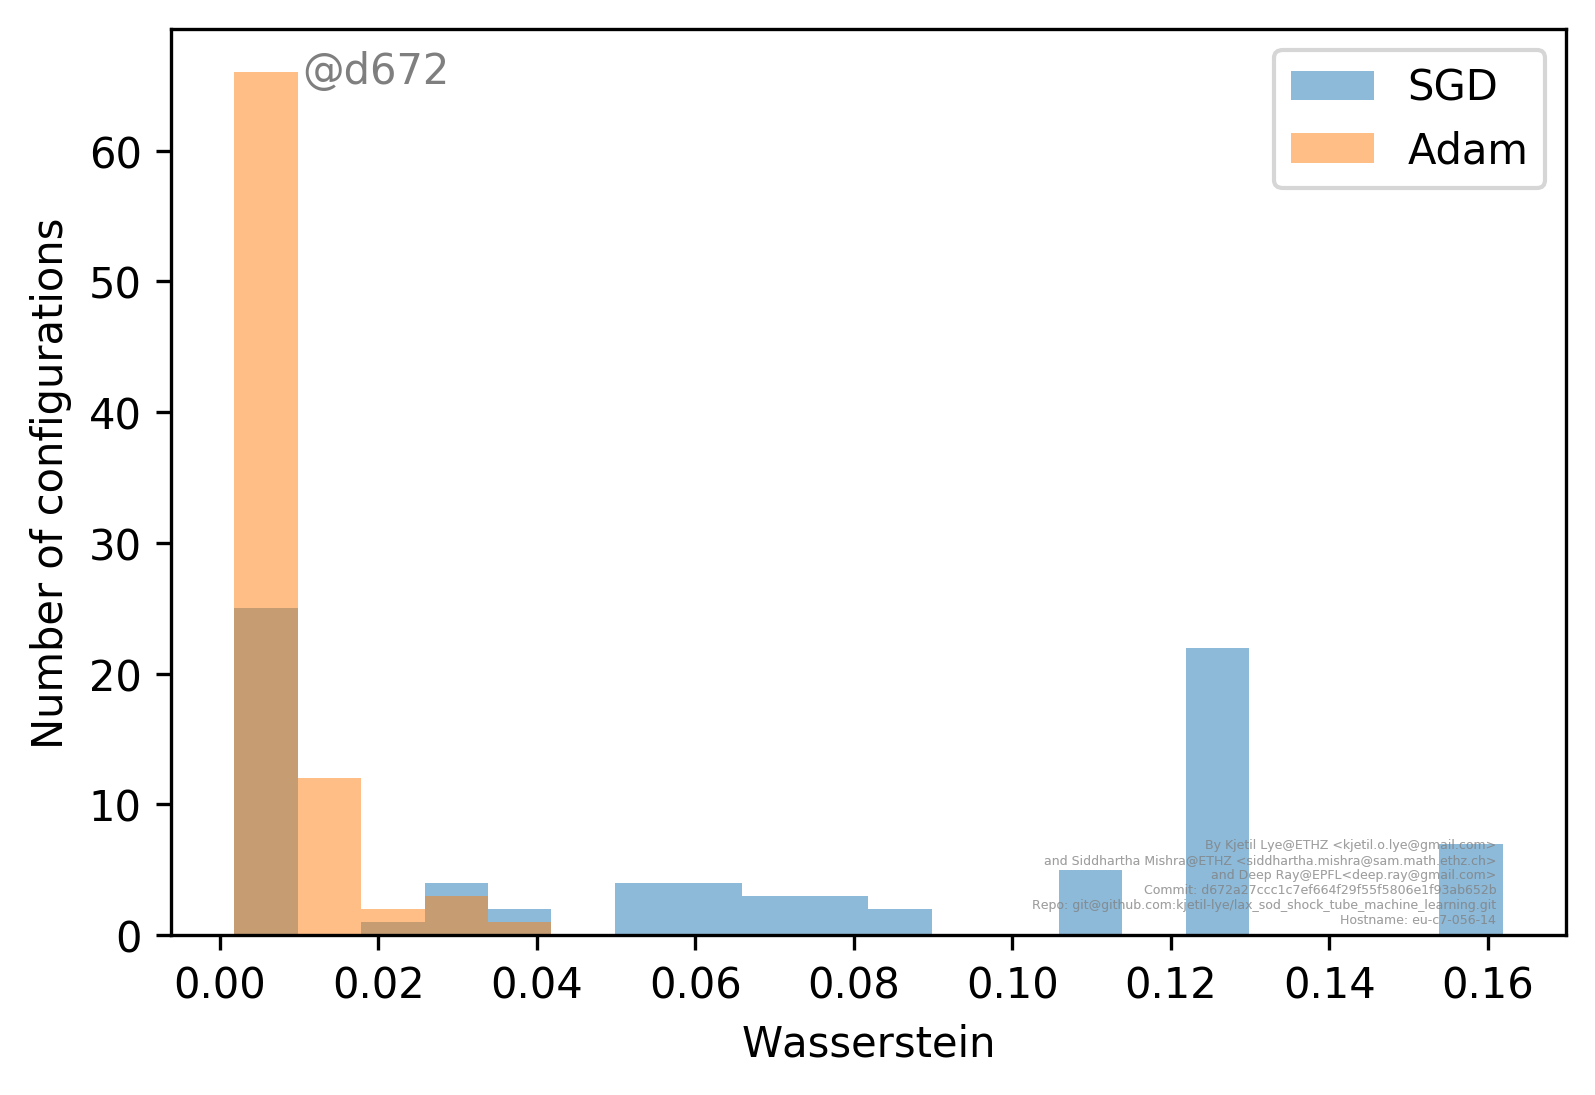 @d672
SGD
Adam
60
50
40
30
20
10
0
Number of configurations
By Kjetil Lye@ETHZ <kjetil.o.lye@gmail.com>
and Siddhartha Mishra@ETHZ <siddhartha.mishra@sam.math.ethz.ch>
and Deep Ray@EPFL<deep.ray@gmail.com>
Commit: d672a27ccc1c7ef664f29f55f5806e1f93ab652b
Repo: git@github.com:kjetil-lye/lax_sod_shock_tube_machine_learning.git
Hostname: eu-c7-056-14
0.00 0.02 0.04 0.06 0.08 0.10 0.12 0.14 0.16
Wasserstein